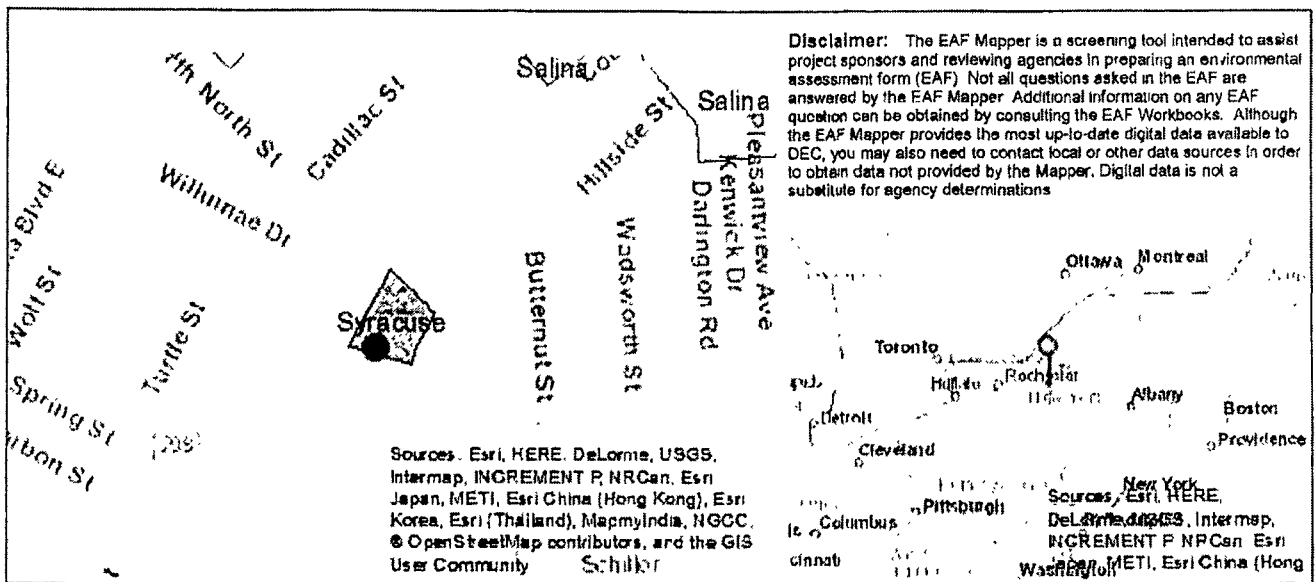 Disclaimer: The EAF Mapper is a screening tool intended to assist
project sponsors and reviewing agencies in preparing an environmental
assessment form (EAF) Not all questions asked in the EAF are
answered by the EAF Mapper Additional information on any EAF
question can be obtained by consulting the EAF Workbooks. Although
the EAF Mapper provides the most up-to-date digital data available to
DEC, you may also need to contact local or other data sources in order
to obtain data not provided by the Mapper. Digital data is not a
substitute for agency determinations
Salina
Salina
North St
Cadillac St
Hillside St
Pleasantview Ave
Kenwick Dr
Darlington Rd
Wadsworth St
Butternut St
Willumae Dr
Blvd E
Wolf St
Turtle St
Syracuse
Spring St
St
Sources. Esri, HERE. DeLorme, USGS,
Intermap, INCREMENT P, NRCan, Esri
Japan, METI, Esri China (Hong Kong), Esri
Korea, Esri (Thailand), MapmyIndia, NGCC,
© OpenStreetMap contributors, and the GIS
User Community
Schiller
Ottawa
Montreal
Toronto
Rochester
Albany
Boston
Detroit
Providence
Cleveland
New York
Pittsburgh
Columbus
cinnati
Washington
Sources, Esri, HERE,
Intermap,
INCREMENT P NRCan Esri
Japan, METI, Esri China (Hong